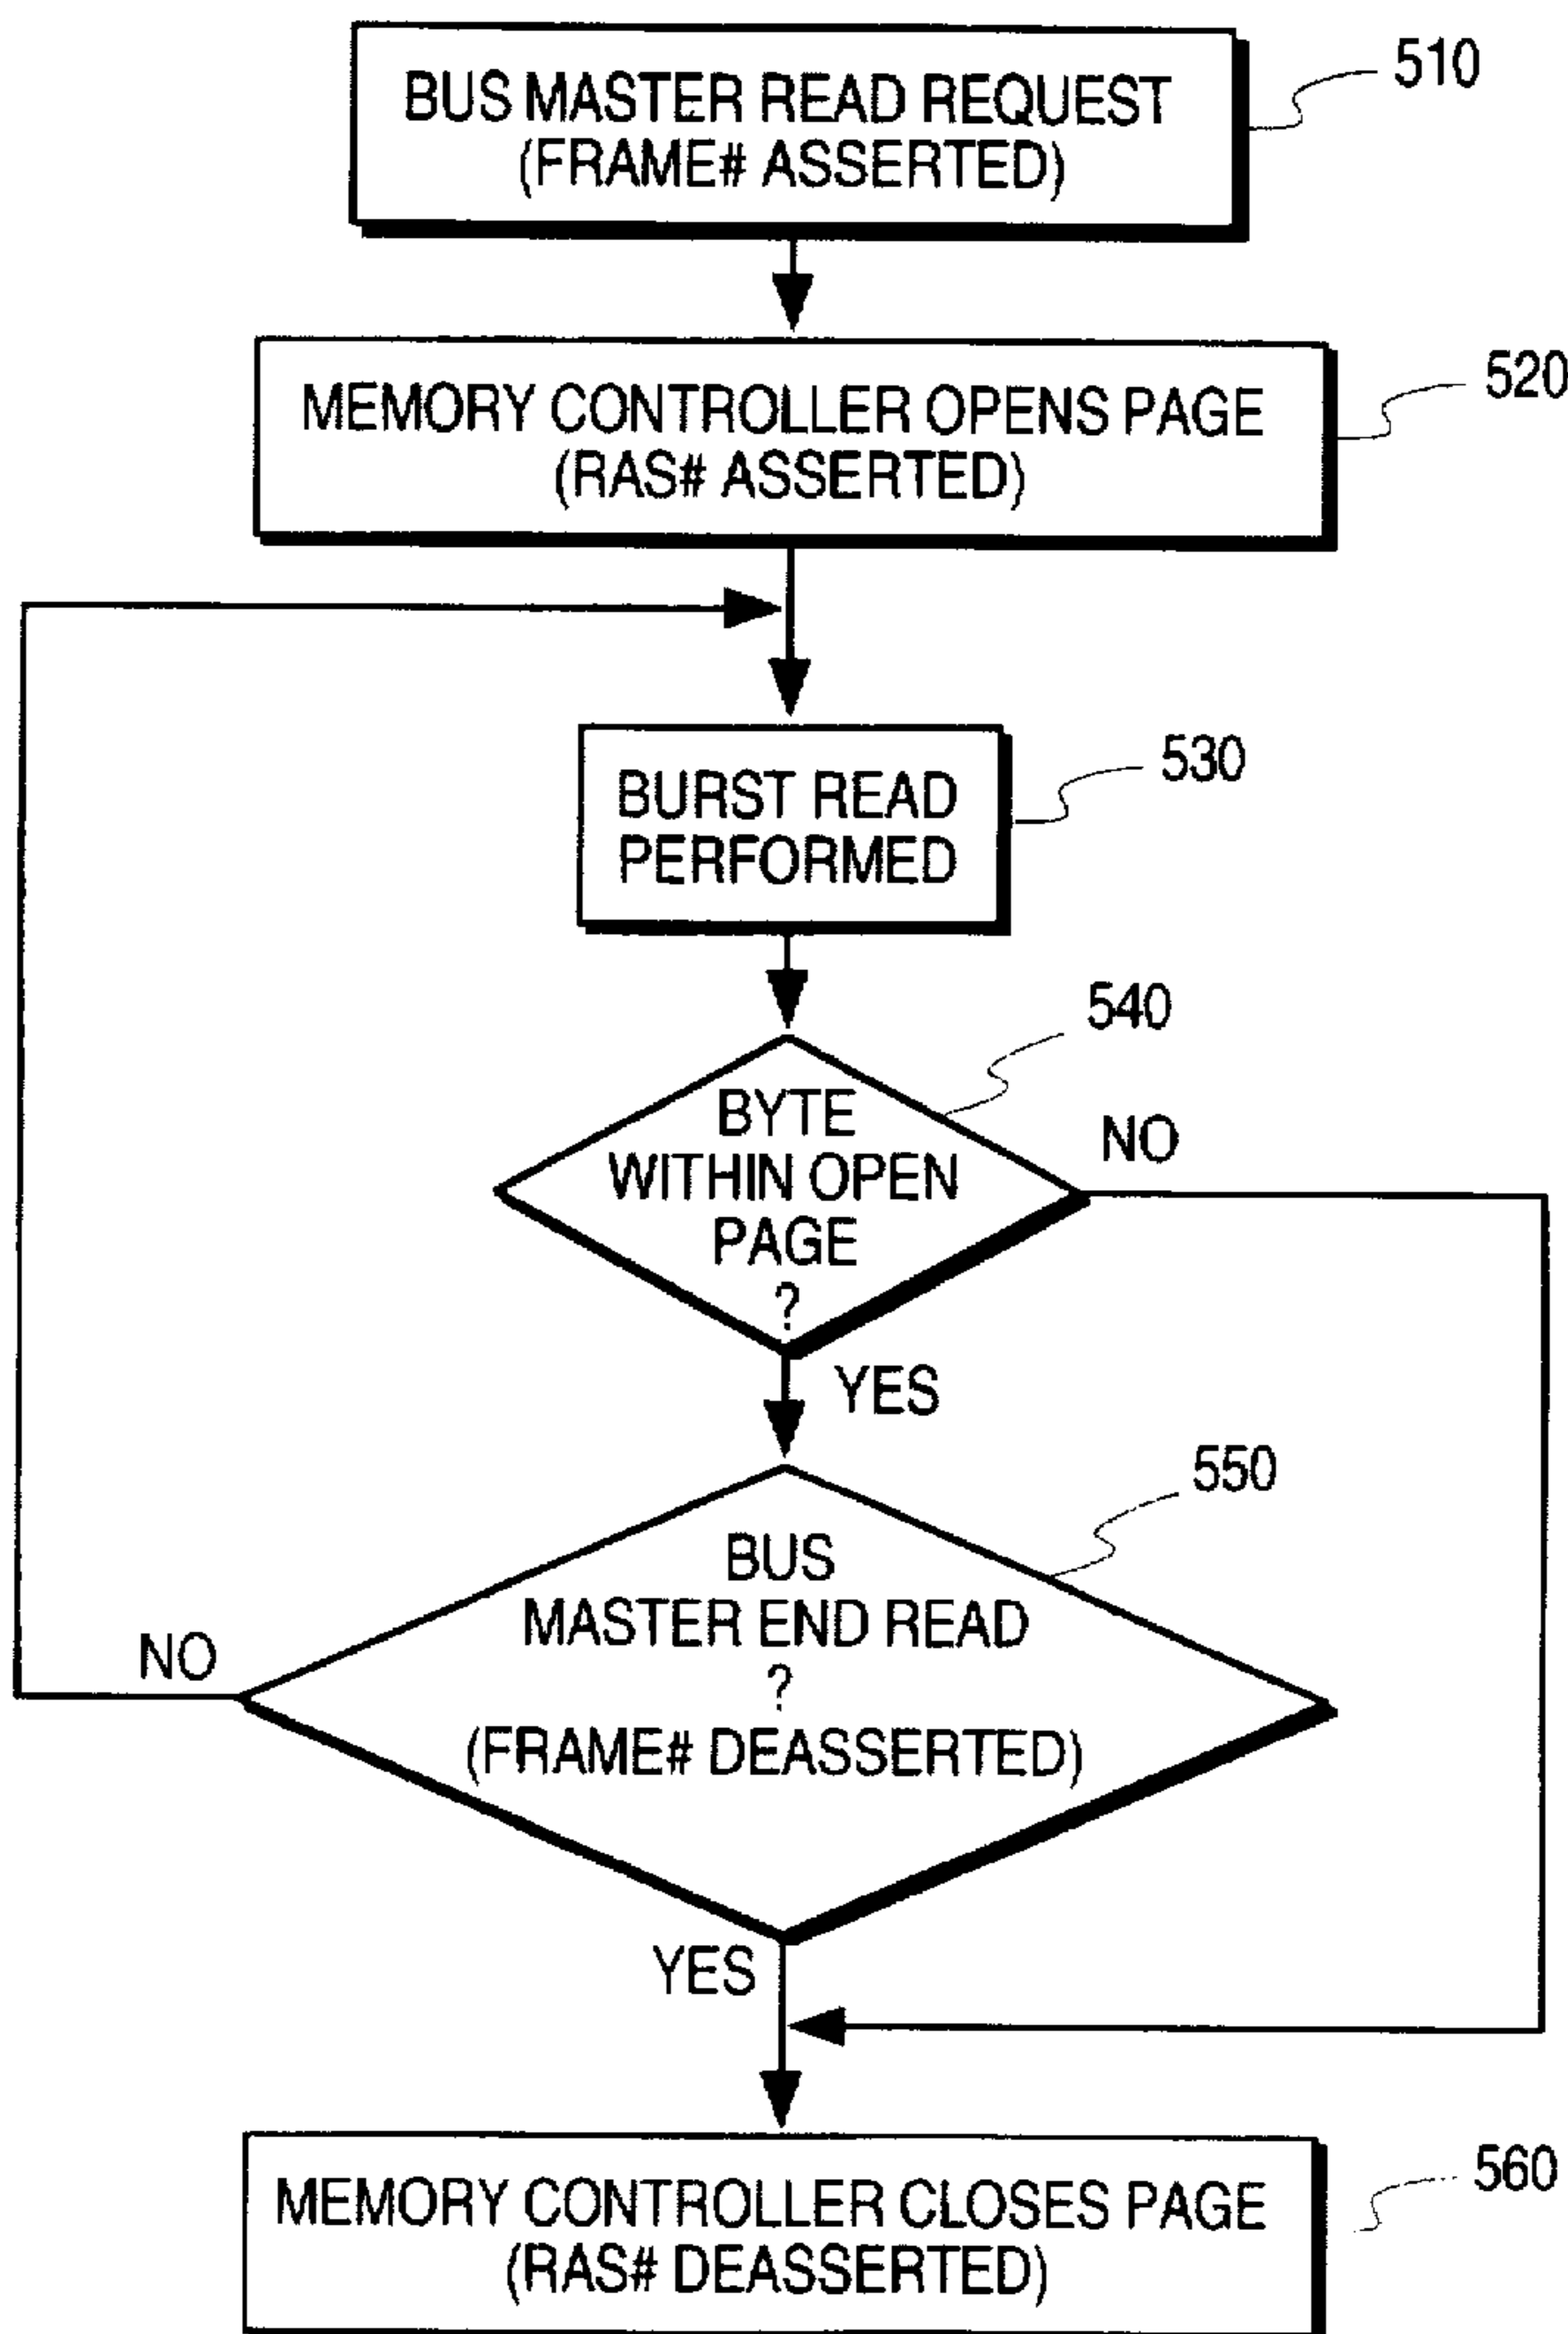 BUS MASTER READ REQUEST
(FRAME# ASSERTED)
510
MEMORY CONTROLLER OPENS PAGE
(RAS# ASSERTED)
520
BURST READ
PERFORMED
530
540
BYTE
WITHIN OPEN
PAGE
?
NO
YES
550
BUS
MASTER END READ
?
(FRAME# DEASSERTED)
NO
YES
MEMORY CONTROLLER CLOSES PAGE
(RAS# DEASSERTED)
560